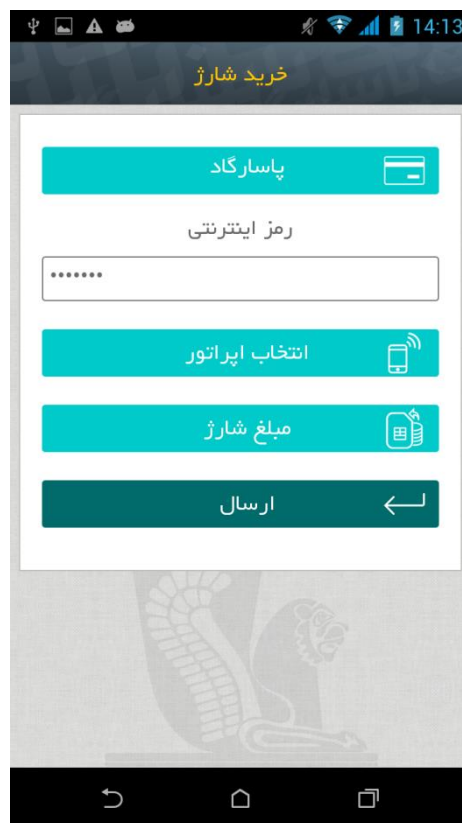 14:13
خرید شارژ
پاسارگاد
رمز اینترنتی
•••••••
انتخاب اپراتور
مبلغ شارژ
ارسال